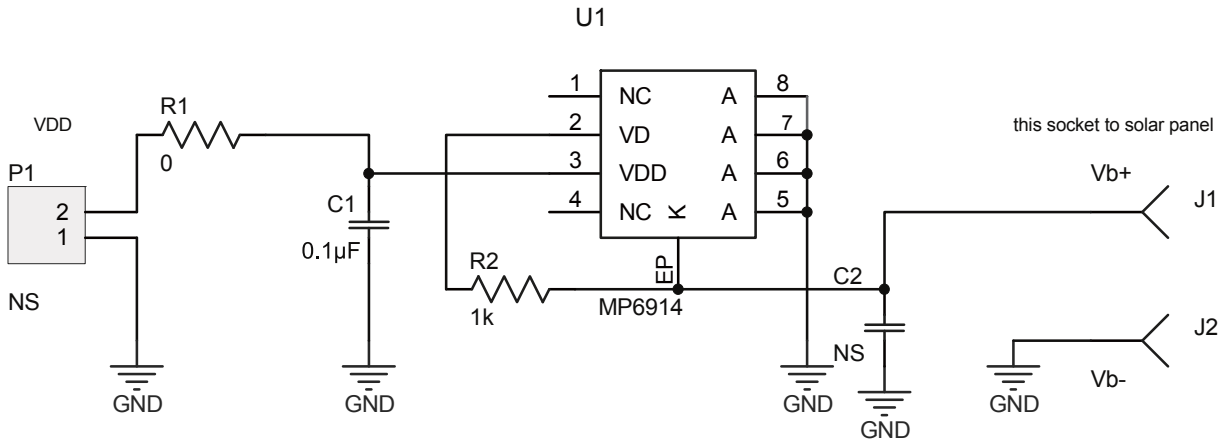 U1
1
NC
A
8
R1
VDD
2
VD
A
7
this socket to solar panel
0
P1
3
VDD
A
6
Vb+
J1
2
C1
4
NC
K
A
5
1
0.1µF
R2
EP
C2
NS
1k
MP6914
J2
NS
GND
GND
GND
GND
GND
Vb-